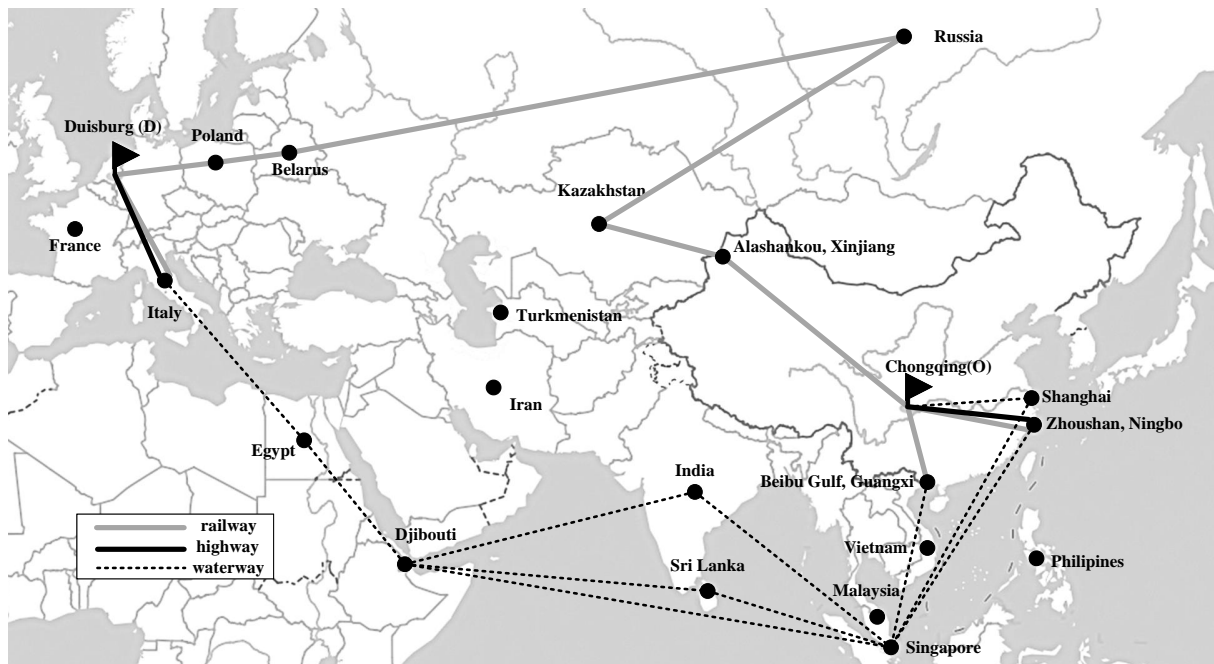 Russia
Duisburg (D)
Poland
Belarus
Kazakhstan
France
Alashankou, Xinjiang
Italy
Turkmenistan
Chongqing(O)
Iran
Shanghai
Zhoushan, Ningbo
Egypt
India
Beibu Gulf, Guangxi
railway
highway
waterway
Djibouti
Vietnam
Sri Lanka
Philipines
Malaysia
Singapore